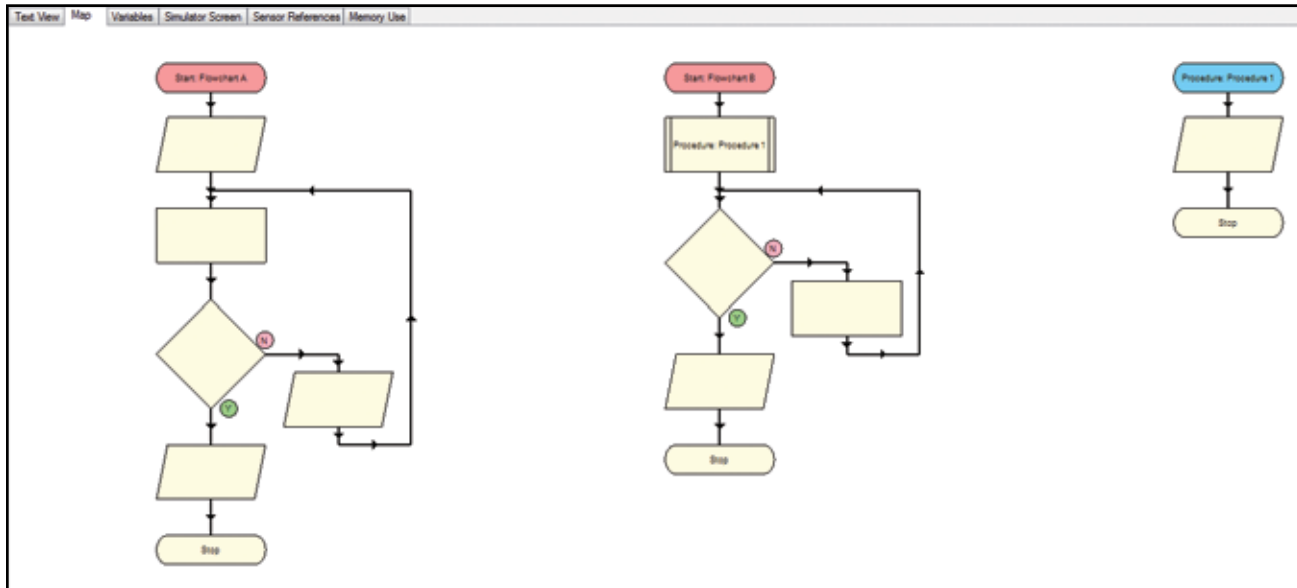 Text View Map Variables Simulator Screen Sensor References Memory Use
Start: Flowchart A
N
Y
Stop
Start: Flowchart B
Procedure: Procedure 1
N
Y
Stop
Procedure: Procedure 1
Stop